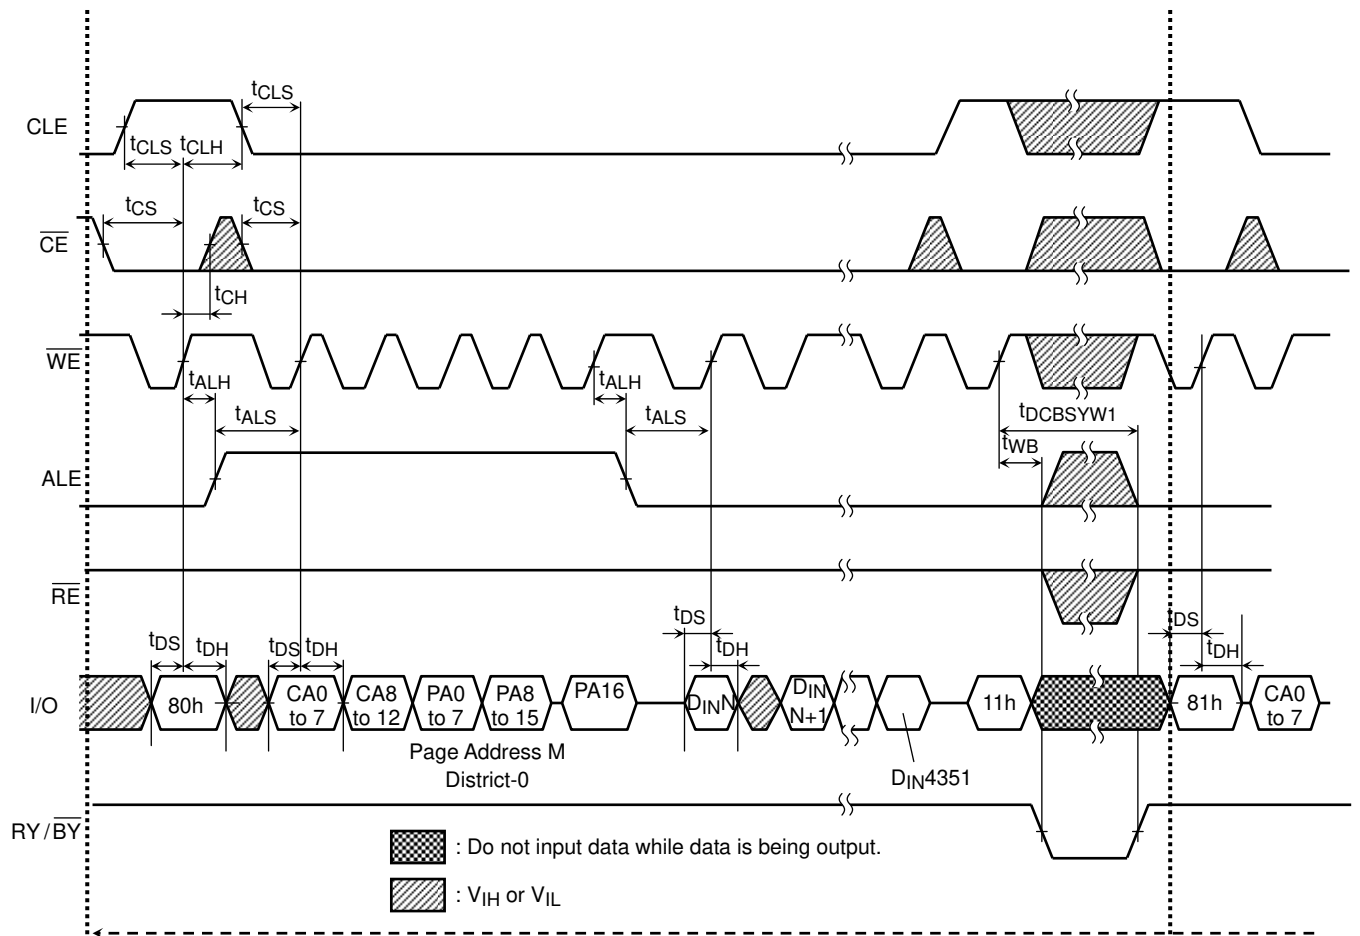 tCLS
CLE
tCLS tCLH
tCS tCS
CE
tCH
WE
tALH tALH
tALS tALS tDCBSYW1
tWB
ALE
RE
tDS tDS
tDS tDH tDS tDH tDH tDH
I/O 80h CA0 to 7 CA8 to 12 PA0 to 7 PA8 to 15 PA16 DINN DIN N+1 11h 81h CA0 to 7
Page Address M
District-0
DIN4351
RY/BY
: Do not input data while data is being output.
: VIH or VIL